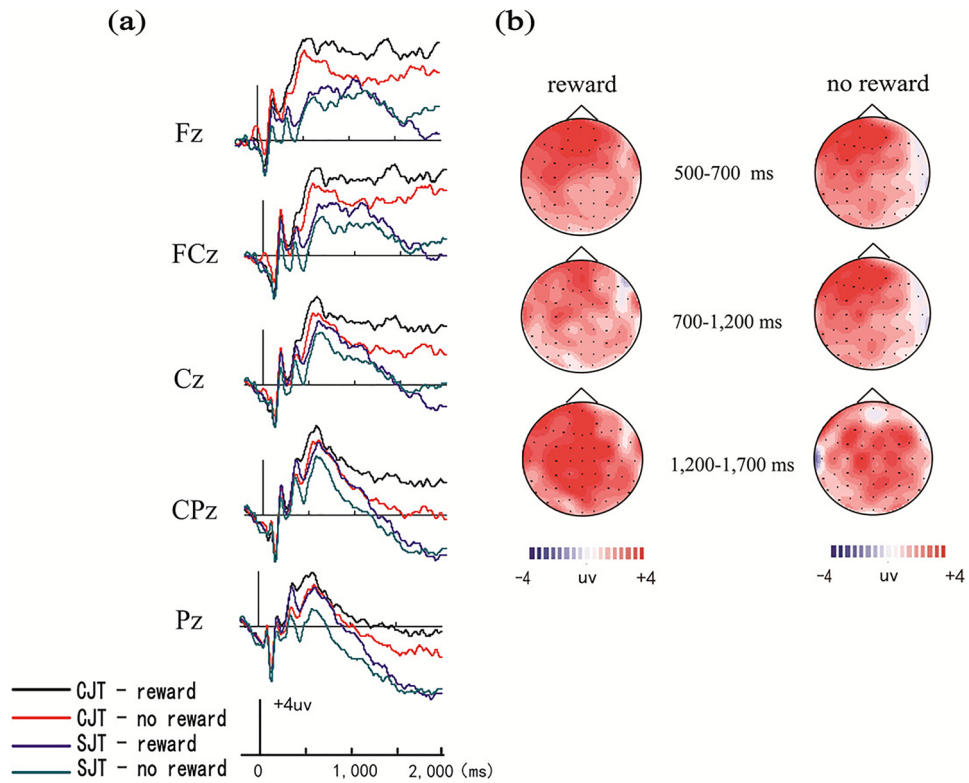 (a)
Fz
FCz
Cz
CPz
Pz
CJT - reward
CJT - no reward
SJT - reward
SJT - no reward
+4uv
0 1,000 2,000 (ms)
(b)
reward no reward
500-700 ms
700-1,200 ms
1,200-1,700 ms
-4 uv +4
-4 uv +4